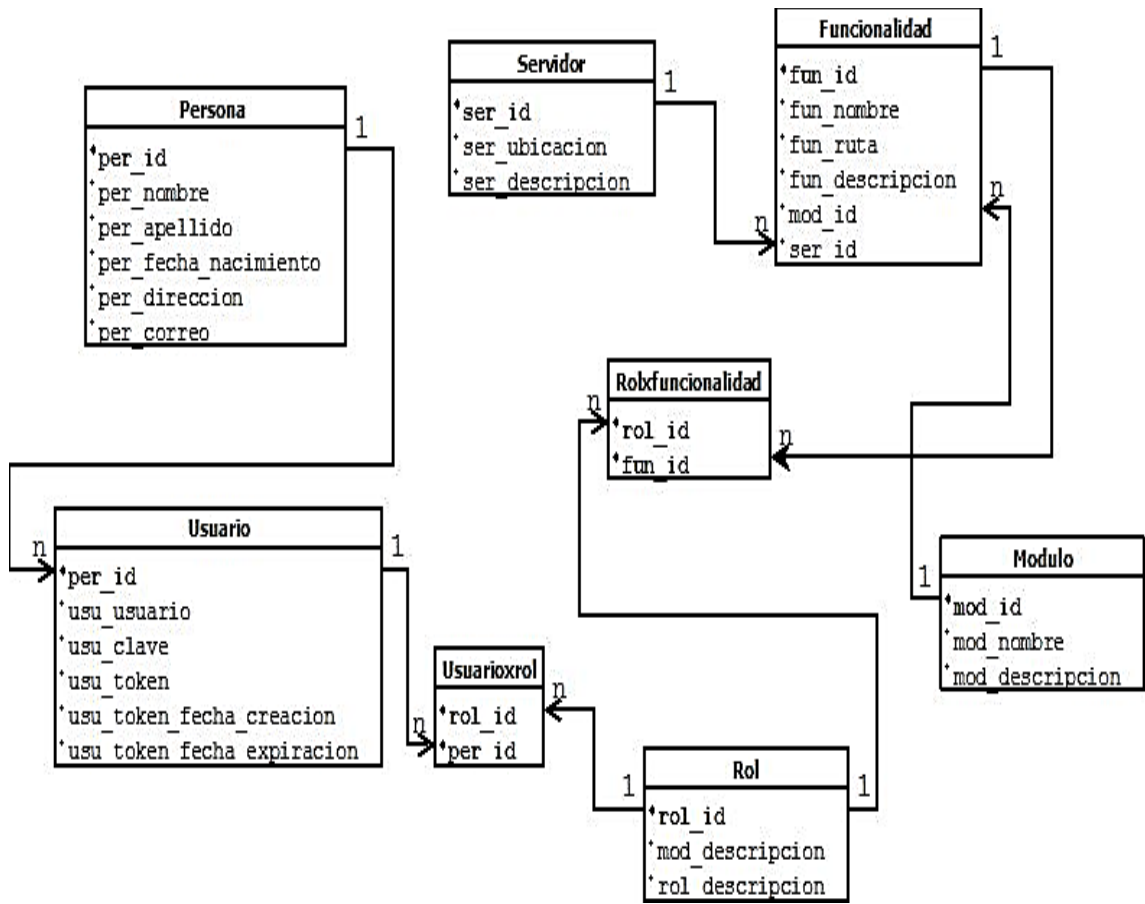 Persona
1
per_id
per_nombre
per_apellido
per_fecha_nacimiento
per_direccion
per_correo
Servidor
1
ser_id
ser_ubicacion
ser_descripcion
Funcionalidad
1
fun_id
fun_nombre
fun_ruta
fun_descripcion
n
mod_id
n
ser_id
Rolxfuncionalidad
n
rol_id
n
fun_id
Usuario
n
1
per_id
usu_usuario
usu_clave
usu_token
usu_token_fecha_creacion
usu_token_fecha_expiracion
Usuarioxrol
n
rol_id
n
per_id
Modulo
1
mod_id
mod_nombre
mod_descripcion
Rol
1
1
rol_id
mod_descripcion
rol_descripcion